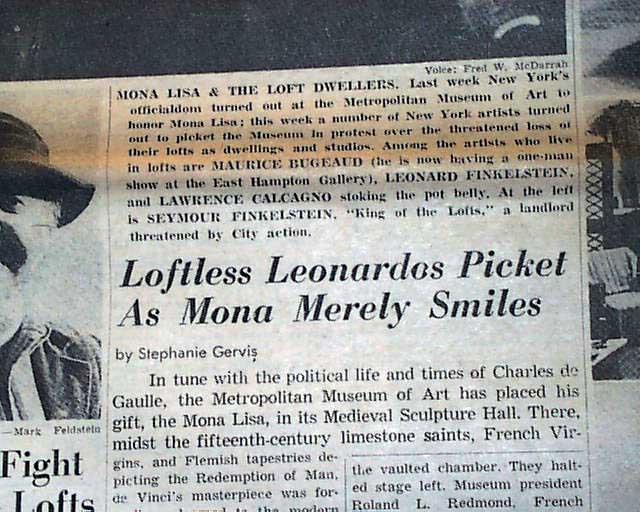 Voice: Fred W. McDarrah
MONA LISA & THE LOFT DWELLERS. Last week New York's
officialdom turned out at the Metropolitan Museum of Art to
honor Mona Lisa; this week a number of New York artists turned
out to picket the Museum in protest over the threatened loss of
their lofts as dwellings and studios. Among the artists who live
in lofts are MAURICE BUGEAUD (he is now having a one-man
show at the East Hampton Gallery), LEONARD FINKELSTEIN,
and LAWRENCE CALCAGNO stoking the pot belly. At the left
is SEYMOUR FINKELSTEIN, "King of the Lofts," a landlord
threatened by City action.
Loftless Leonardos Picket
As Mona Merely Smiles
by Stephanie Gervis
In tune with the political life and times of Charles de
Gaulle, the Metropolitan Museum of Art has placed his
gift, the Mona Lisa, in its Medieval Sculpture Hall. There,
midst the fifteenth-century limestone saints, French Vir-
gins, and Flemish tapestries de-
picting the Redemption of Man,
de Vinci's masterpiece was for-
the modern
the vaulted chamber. They halt-
ed stage left. Museum president
Roland L. Redmond, French
—Mark Feldstein
Fight
Lofts